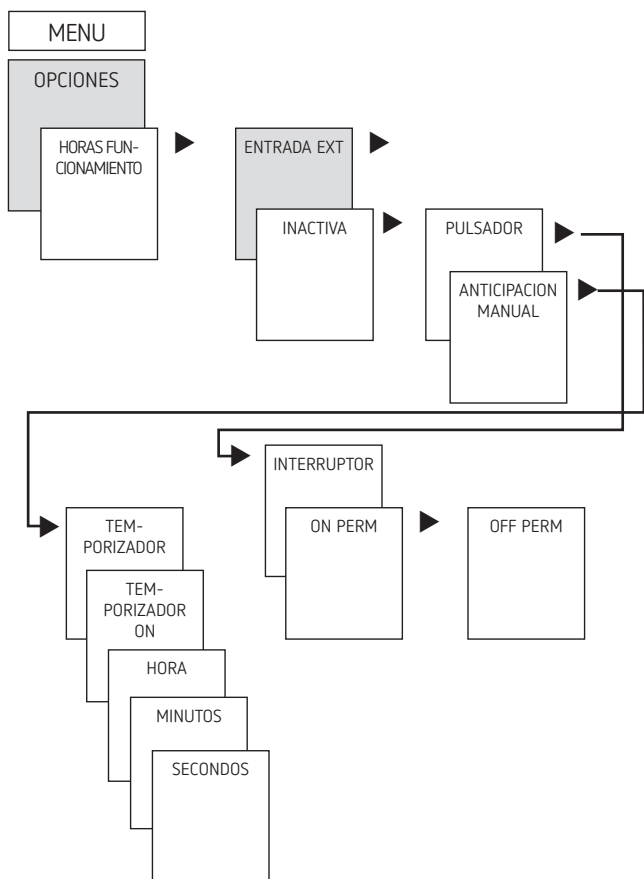 MENU
OPCIONES
HORAS FUN-
CIONAMIENTO
ENTRADA EXT
INACTIVA
PULSADOR
ANTICIPACION
MANUAL
INTERRUPTOR
ON PERM
OFF PERM
TEM-
PORIZADOR
TEM-
PORIZADOR
ON
HORA
MINUTOS
SECONDOS